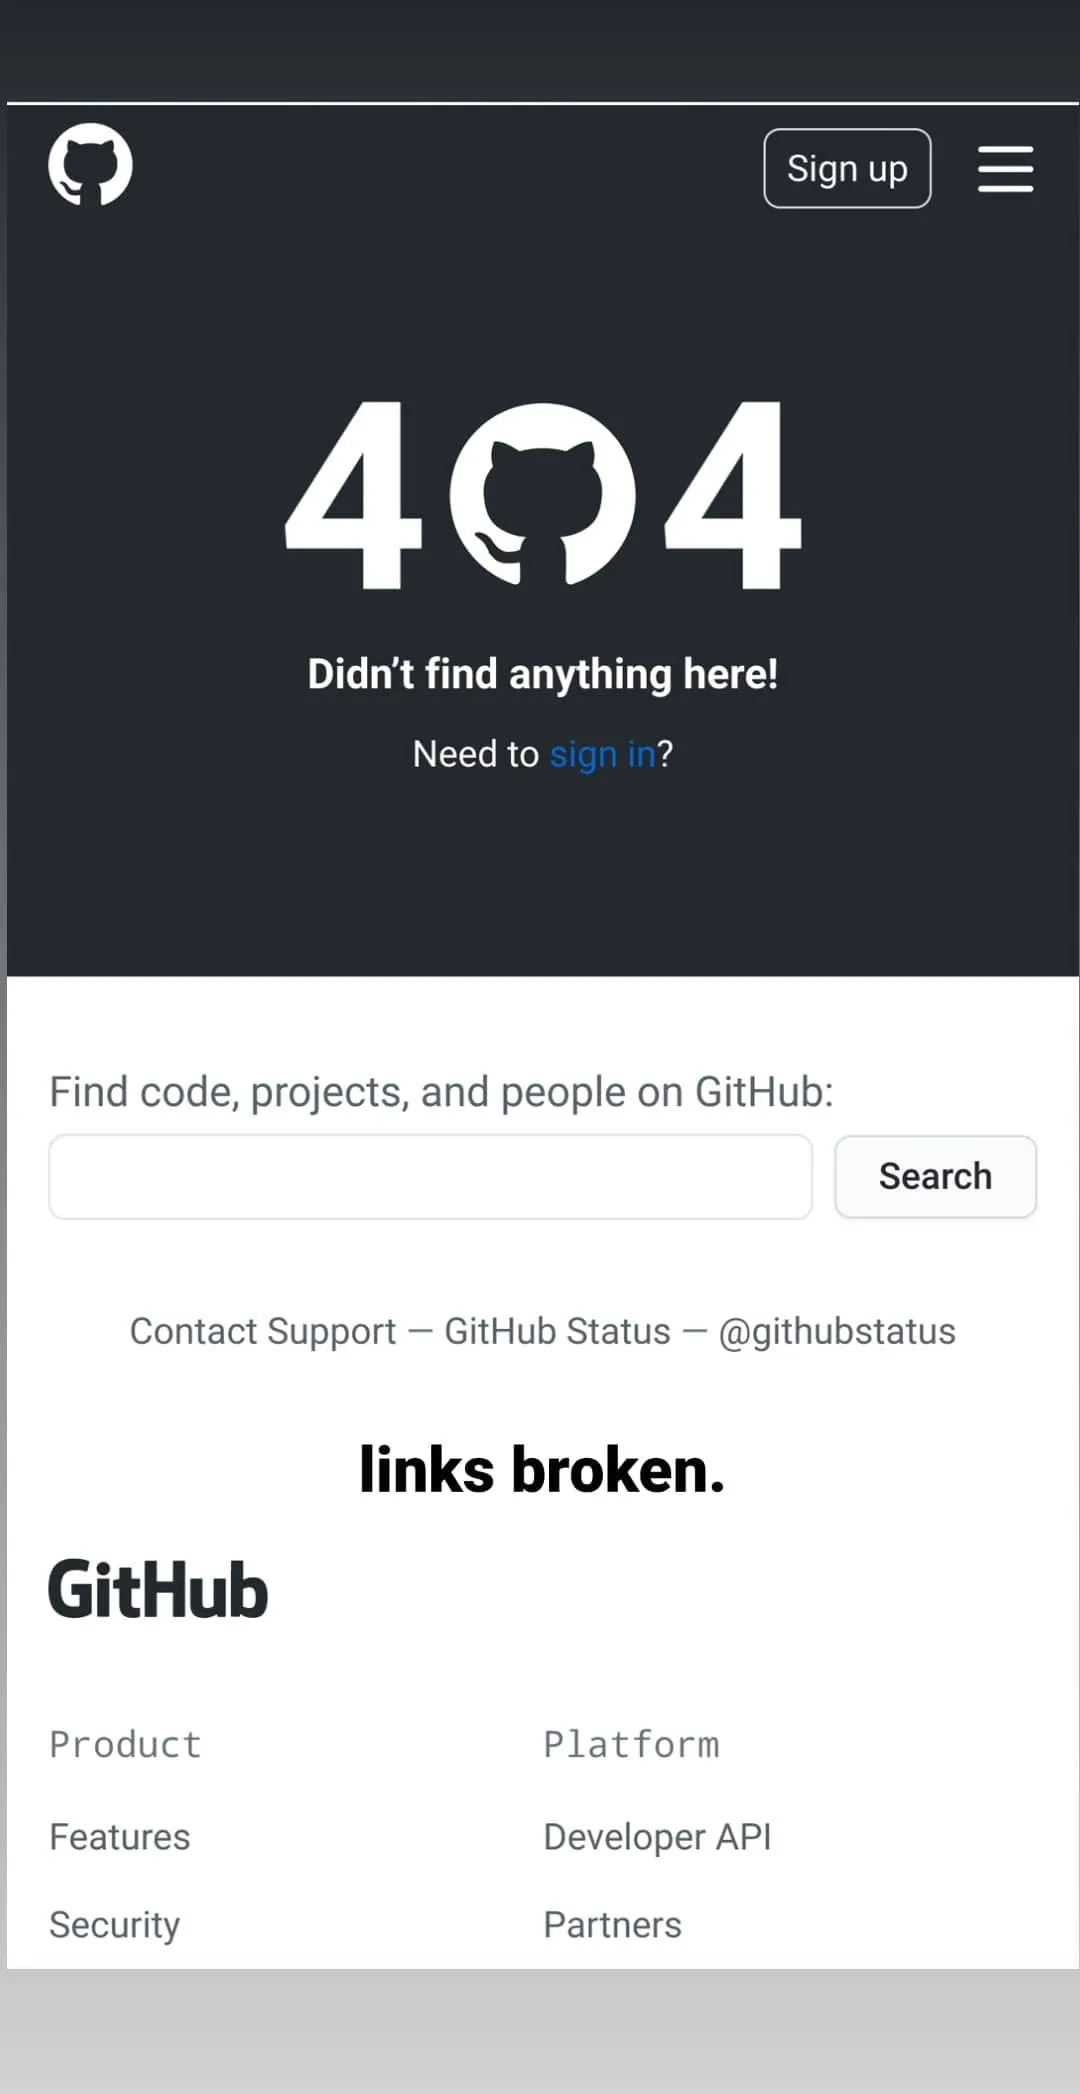 Sign up
404
Didn’t find anything here!
Need to sign in?
Find code, projects, and people on GitHub:
Search
Contact Support — GitHub Status — @githubstatus
links broken.
GitHub
Product Platform
Features Developer API
Security Partners